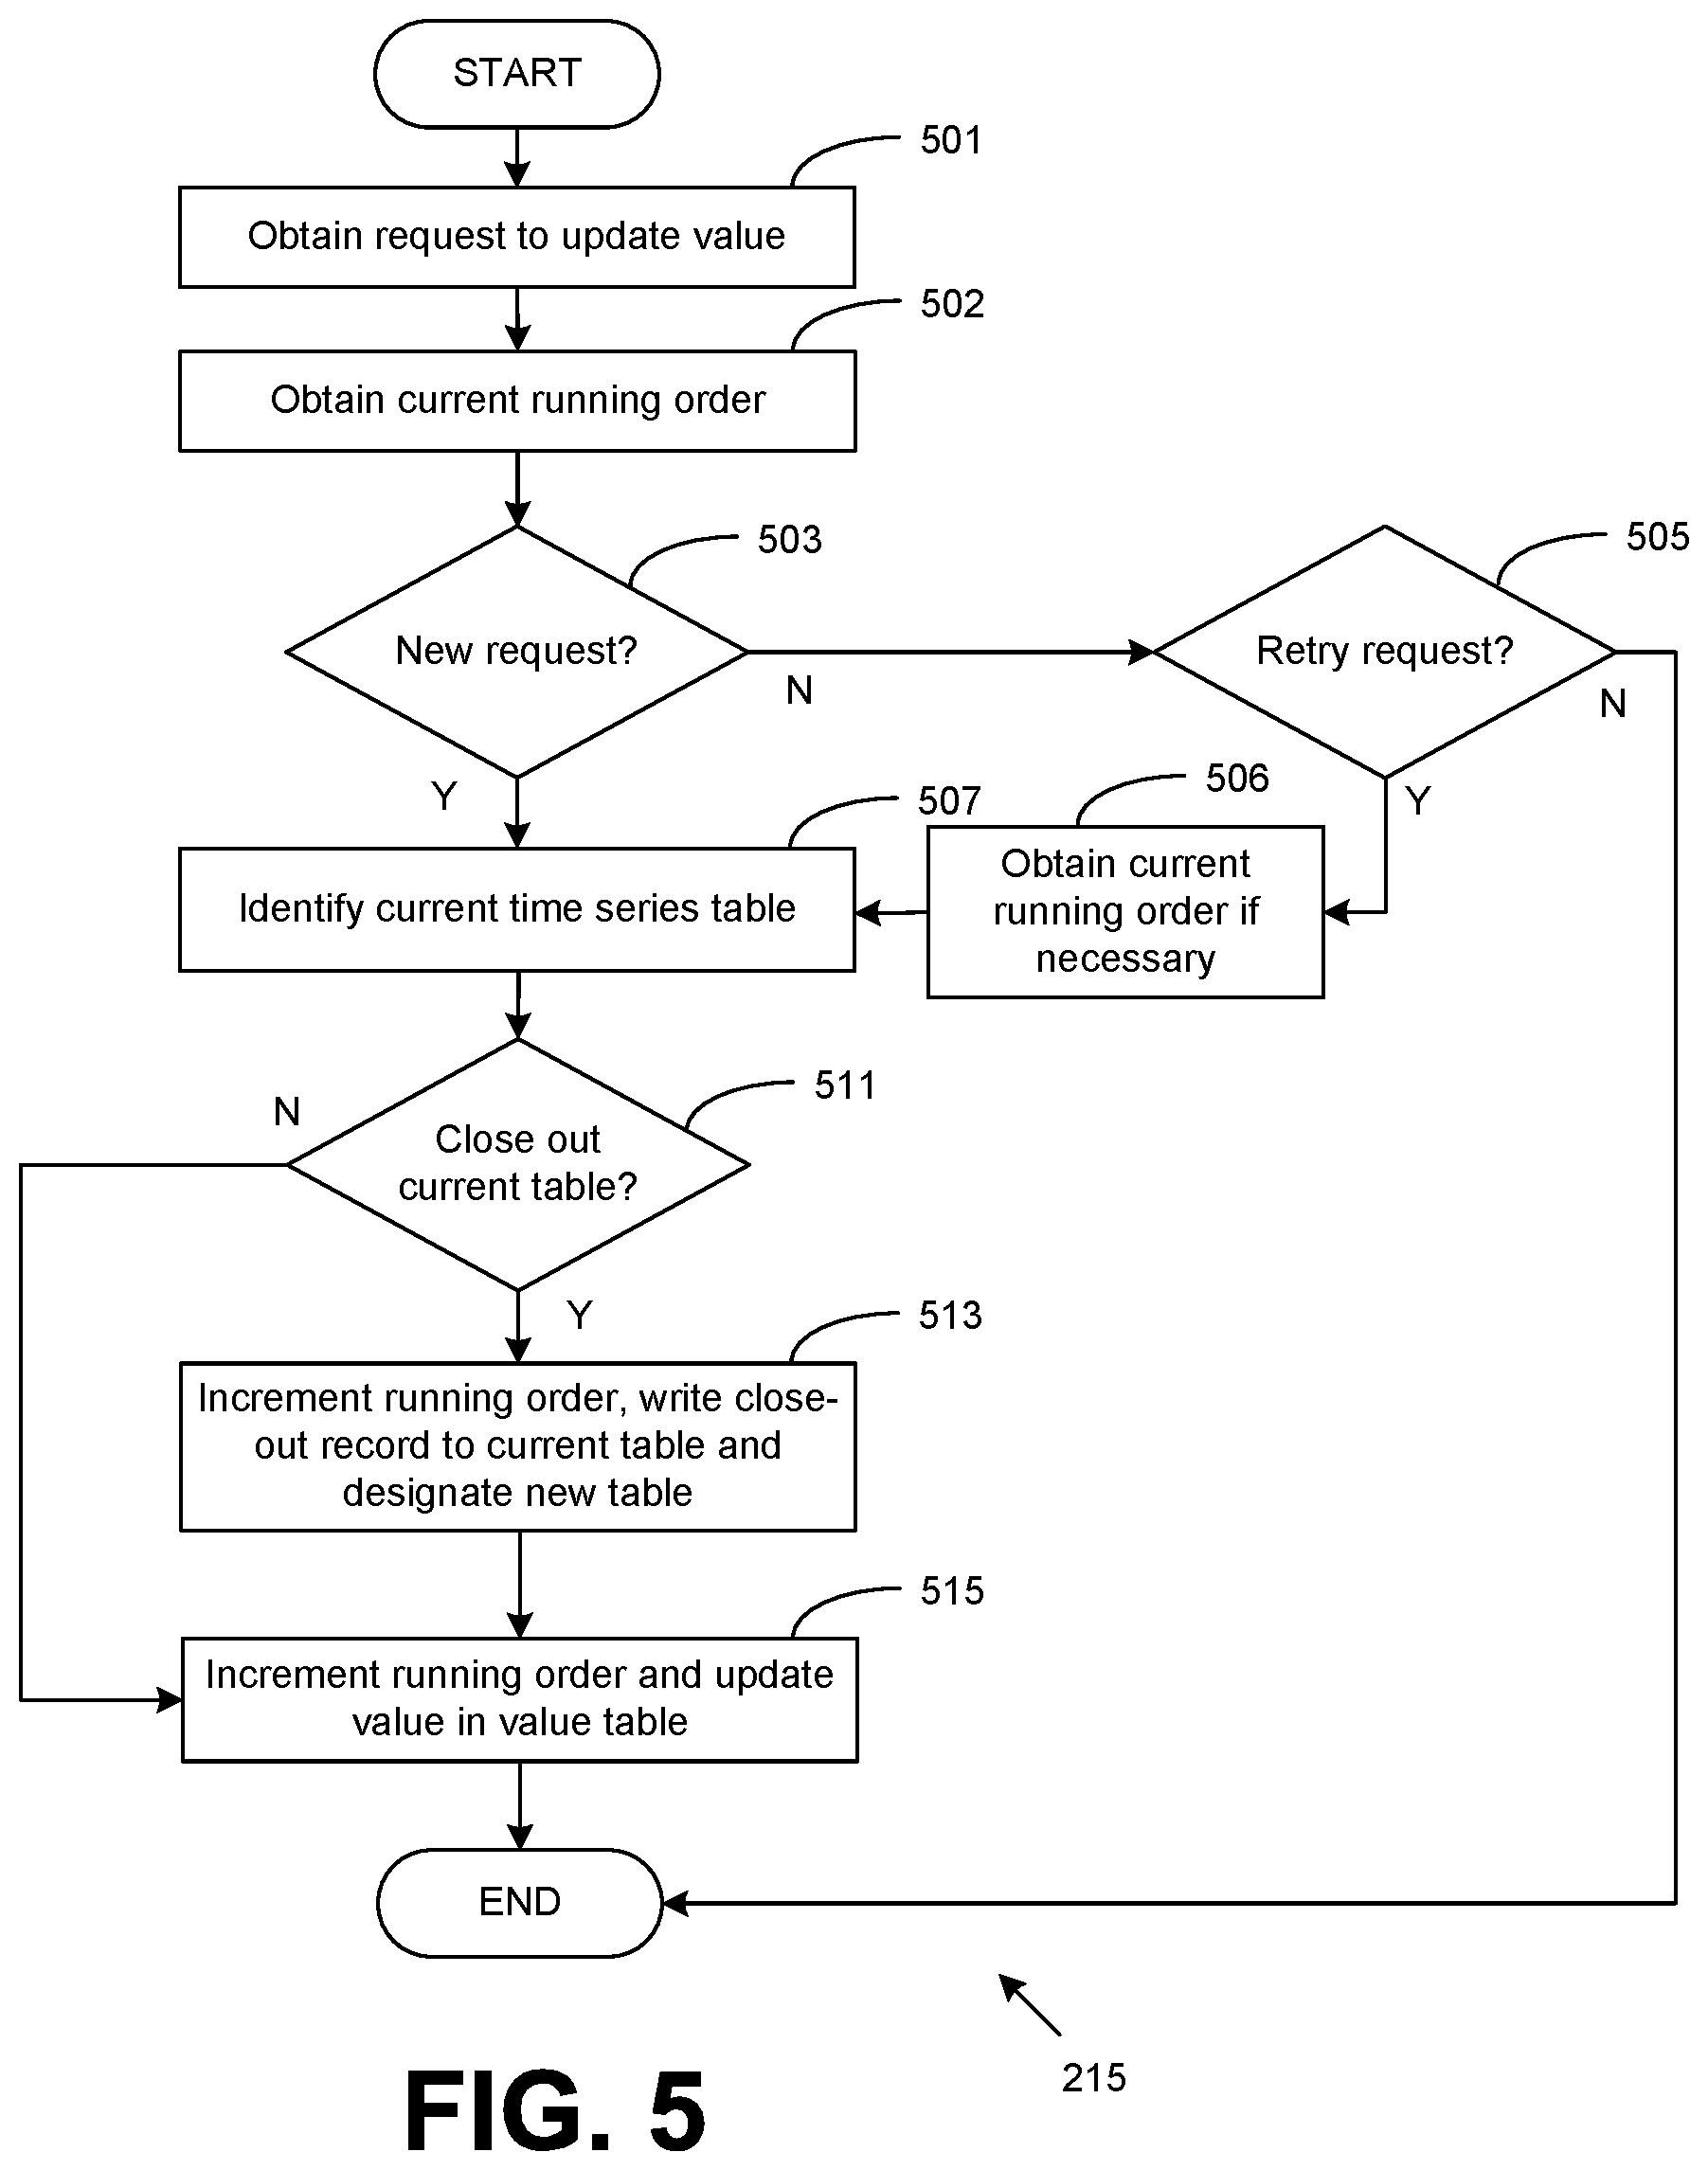 START
501
Obtain request to update value
502
Obtain current running order
503
505
New request?
Retry request?
N
N
Y
507
506
Y
Identify current time series table
Obtain current
running order if
necessary
N
511
Close out
current table?
Y
513
Increment running order, write close-
out record to current table and
designate new table
515
Increment running order and update
value in value table
END
215
FIG. 5